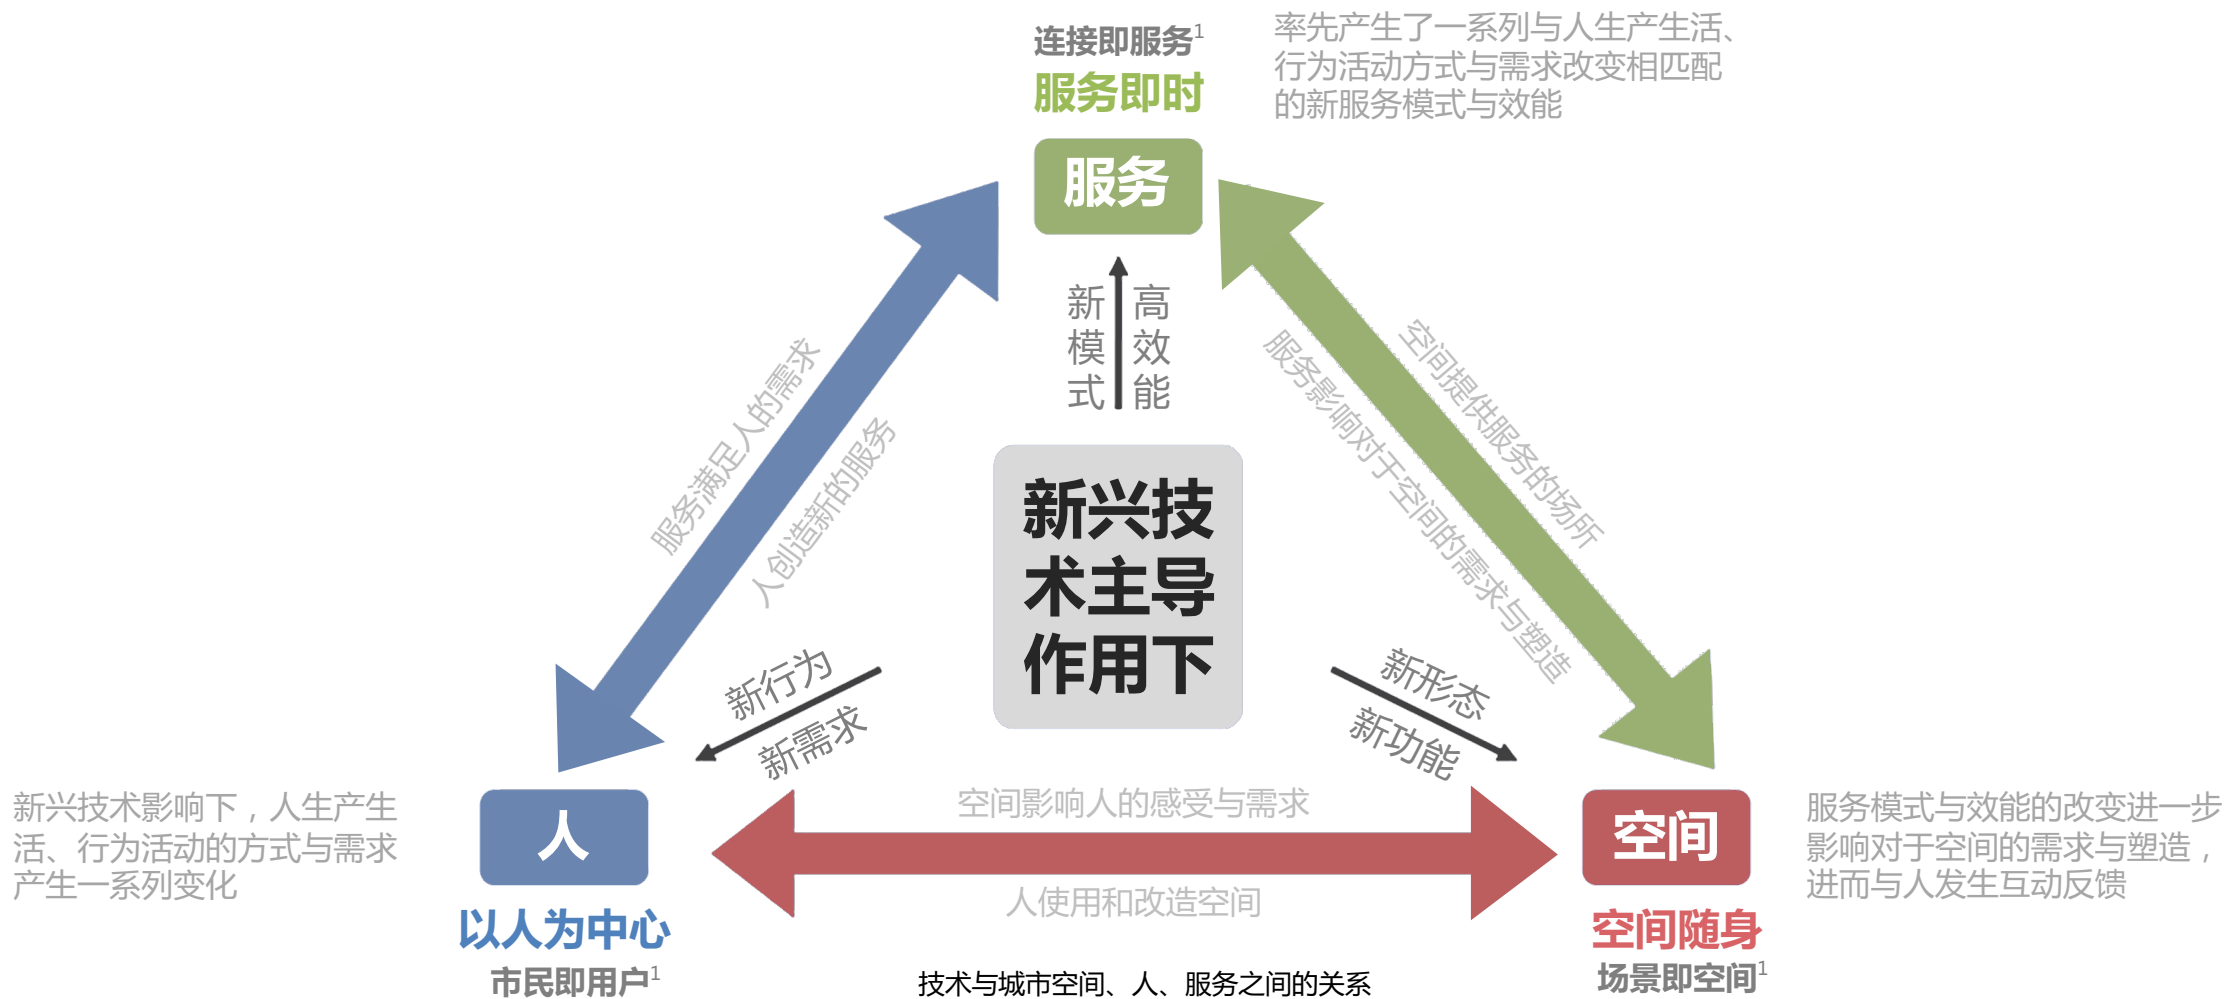 连接即服务1
服务即时
率先产生了一系列与人生产生活、
行为活动方式与需求改变相匹配
的新服务模式与效能
服务
新模式
高效能
服务满足人的需求
人创造新的服务
空间提供服务的场所
服务影响对于空间的需求与塑造
新兴技
术主导
作用下
新行为
新需求
新形态
新功能
新兴技术影响下，人生产生
活、行为活动的方式与需求
产生一系列变化
人
以人为中心
市民即用户1
空间影响人的感受与需求
人使用和改造空间
空间
空间随身
场景即空间1
服务模式与效能的改变进一步
影响对于空间的需求与塑造，
进而与人发生互动反馈
技术与城市空间、人、服务之间的关系